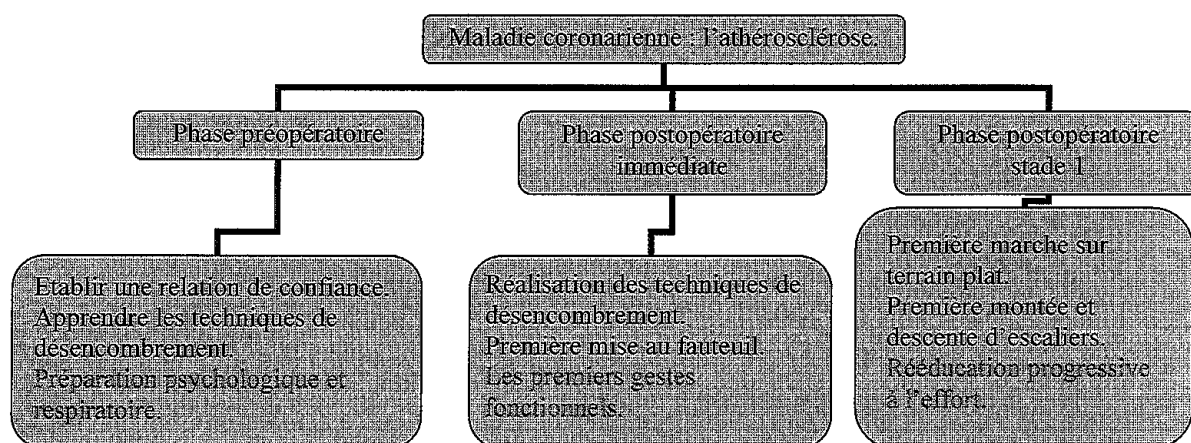 Maladie coronarienne : l'athérosclérose.
Phase préopératoire
Phase postopératoire
immédiate
Phase postopératoire
stade 1
Etablir une relation de confiance.
Apprendre les techniques de
desencombrement.
Préparation psychologique et
respiratoire.
Réalisation des techniques de
desencombrement.
Première mise au fauteuil.
Les premiers gestes
fonctionnels.
Première marche sur
terrain plat.
Première montée et
descente d'escaliers.
Rééducation progressive
à l'effort.